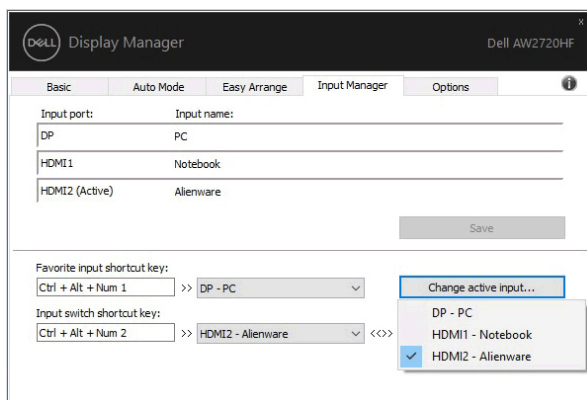 x
DELL Display Manager Dell AW2720HF
Basic Auto Mode Easy Arrange Input Manager Options i
Input port: Input name:
DP PC
HDMI1 Notebook
HDMI2 (Active) Alienware
Save
Favorite input shortcut key:
Ctrl + Alt + Num 1 >> DP - PC Change active input...
Input switch shortcut key:
Ctrl + Alt + Num 2 >> HDMI2 - Alienware <<>>
DP - PC
HDMI1 - Notebook
HDMI2 - Alienware